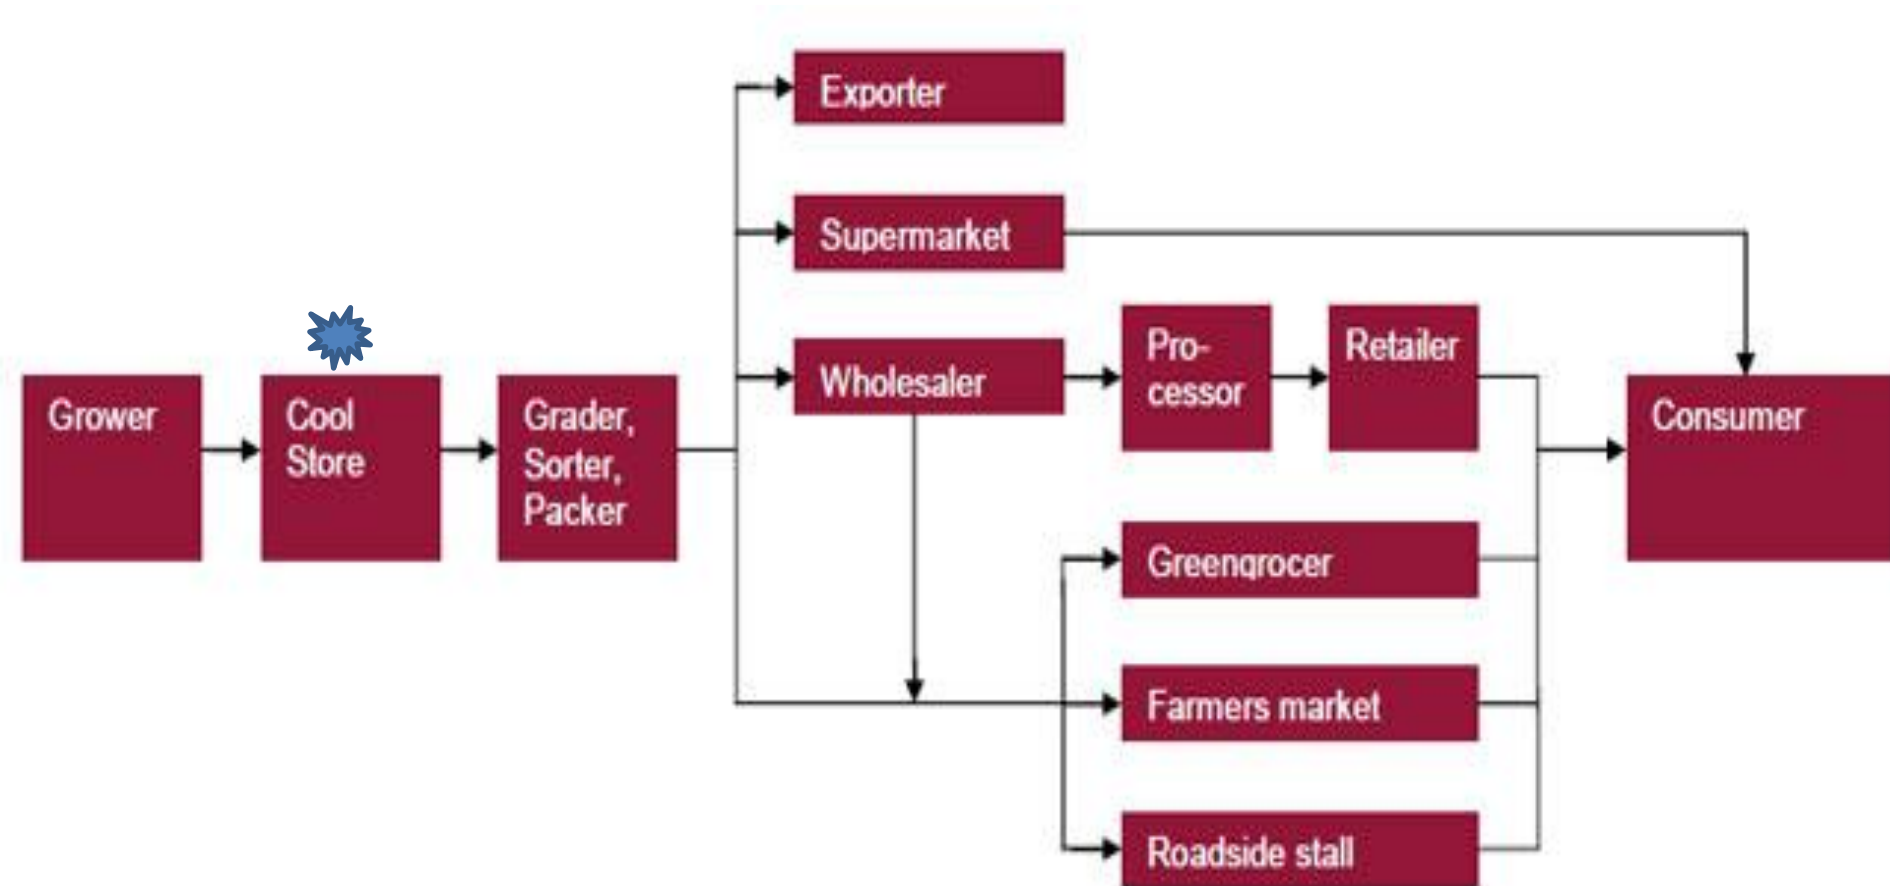 Exporter
Supermarket
Wholesaler
Pro-
cessor
Retailer
Grower
Cool
Store
Grader,
Sorter,
Packer
Consumer
Greengrocer
Farmers market
Roadside stall